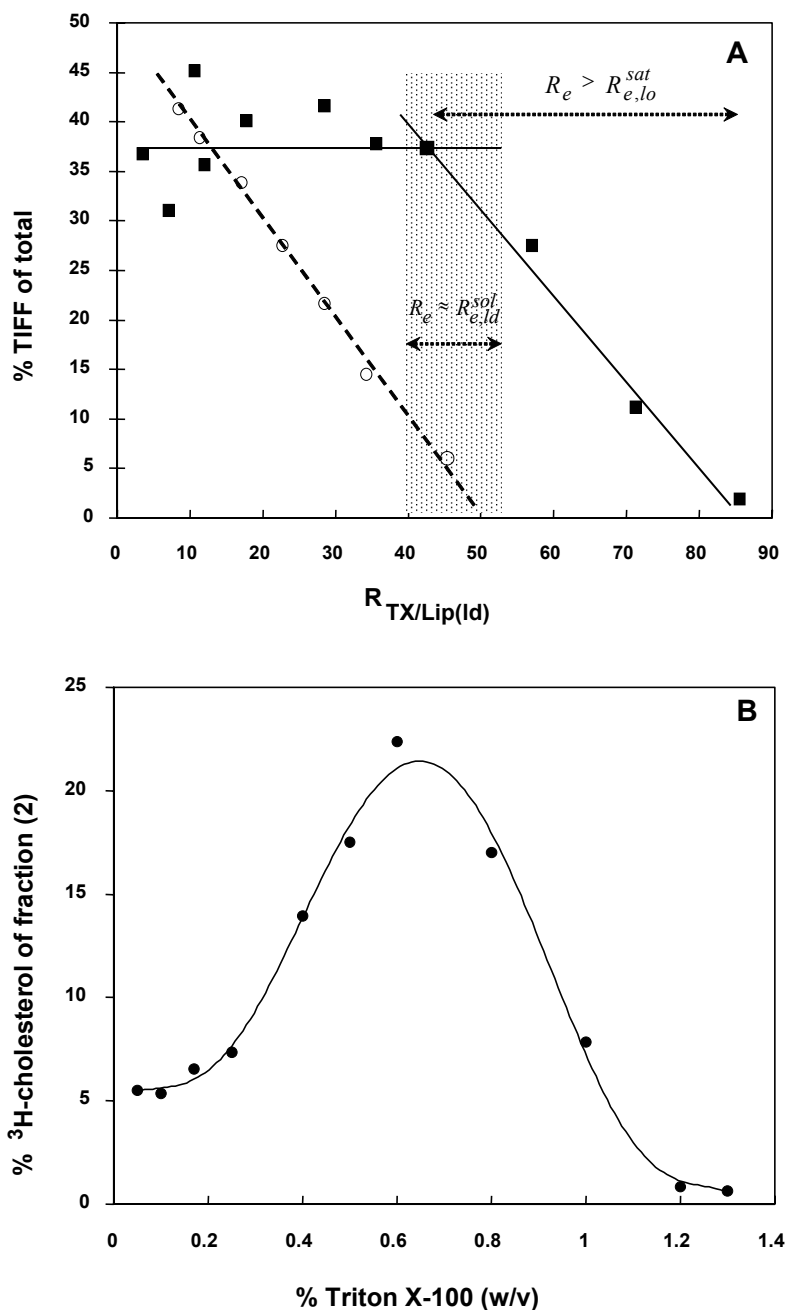 A
50
45
40
35
30
25
20
15
10
5
0
% TIFF of total
R_e > R_{e,lo}^{sat}
R_e ≈ R_{e,ld}^{sol}
0 10 20 30 40 50 60 70 80 90
R TX/Lip(ld)
B
25
20
15
10
5
0
% ³H-cholesterol of fraction (2)
0 0.2 0.4 0.6 0.8 1 1.2 1.4
% Triton X-100 (w/v)